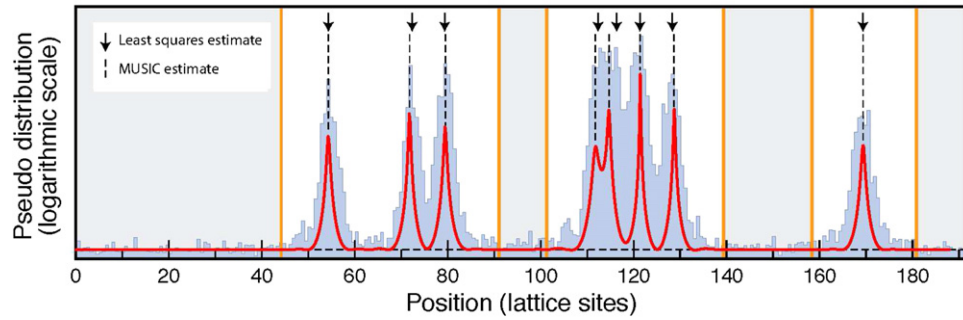 Least squares estimate
MUSIC estimate
Pseudo distribution
(logarithmic scale)
0 20 40 60 80 100 120 140 160 180
Position (lattice sites)